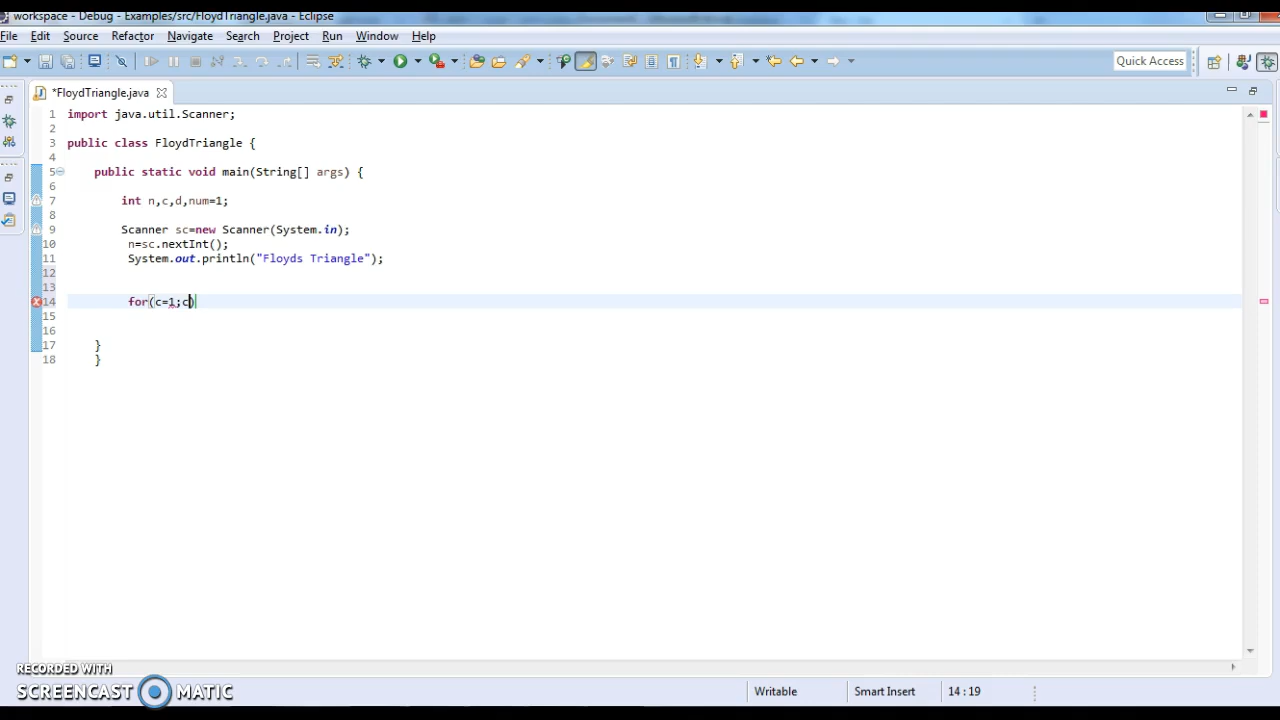 workspace - Debug - Examples/src/FloydTriangle.java - Eclipse
File Edit Source Refactor Navigate Search Project Run Window Help
Quick Access
*FloydTriangle.java
1 import java.util.Scanner;
2
3 public class FloydTriangle {
4
5 public static void main(String[] args) {
6
7 int n,c,d,num=1;
8
9 Scanner sc=new Scanner(System.in);
10 n=sc.nextInt();
11 System.out.println("Floyds Triangle");
12
13
14 for(c=1;c)
15
16
17 }
18 }
RECORDED WITH
SCREENCAST MATIC
Writable Smart Insert 14 : 19